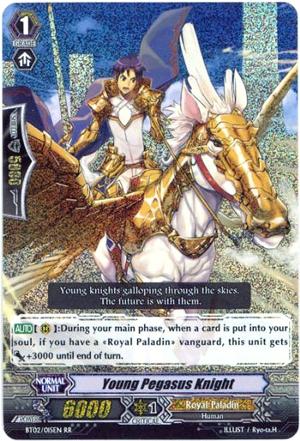 1
GRADE
5000
Young knights galloping through the skies.
The future is with them.
AUTO [ ]:During your main phase, when a card is put into your
soul, if you have a «Royal Paladin» vanguard, this unit gets
+3000 until end of turn.
NORMAL
UNIT
Young Pegasus Knight
POWER
6000
1
CRITICAL
Royal Paladin
Human
BT02/015EN RR
ILLUST / Ryo-ta.H